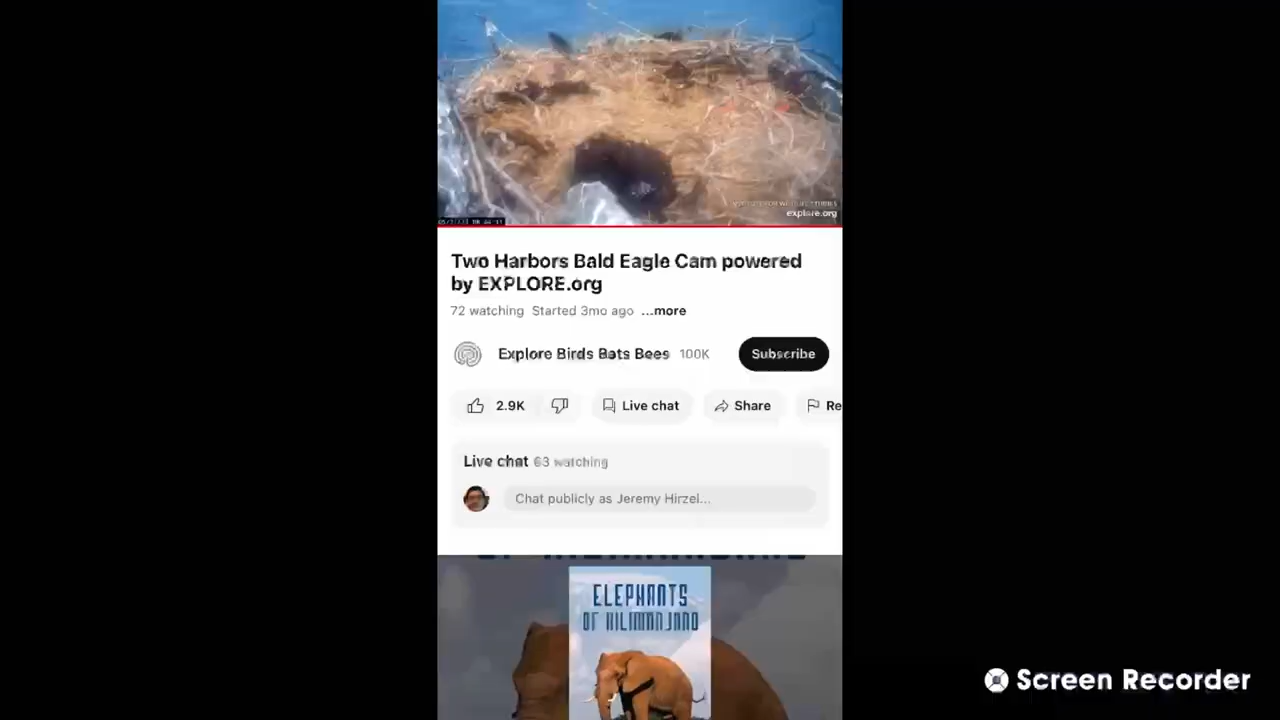 explore.org
Two Harbors Bald Eagle Cam powered
by EXPLORE.org
72 watching Started 3mo ago ...more
Explore Birds Bats Bees 100K Subscribe
2.9K Live chat Share Re
Live chat 63 watching
Chat publicly as Jeremy Hirzel...
ELEPHANTS
OF KILIMANJARO
Screen Recorder